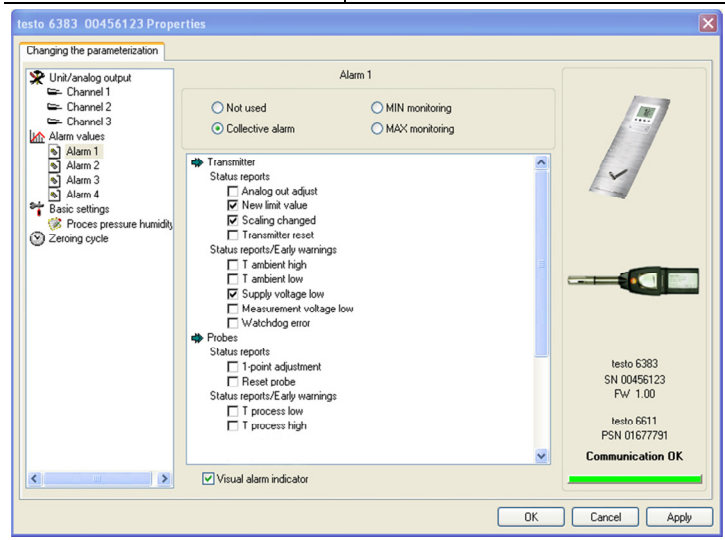 testo 6383 00456123 Properties
Changing the parameterization
Unit/analog output
Channel 1
Channel 2
Channel 3
Alarm values
Alarm 1
Alarm 2
Alarm 3
Alarm 4
Basic settings
Proces pressure humidity
Zeroing cycle
Alarm 1
Not used
MIN monitoring
Collective alarm
MAX monitoring
Transmitter
Status reports
Analog out adjust
New limit value
Scaling changed
Transmitter reset
Status reports/Early warnings
T ambient high
T ambient low
Supply voltage low
Measurement voltage low
Watchdog error
Probes
Status reports
1-point adjustment
Reset probe
Status reports/Early warnings
T process low
T process high
Visual alarm indicator
testo 6383
SN 00456123
FW 1.00
testo 6611
PSN 01677791
Communication OK
OK
Cancel
Apply